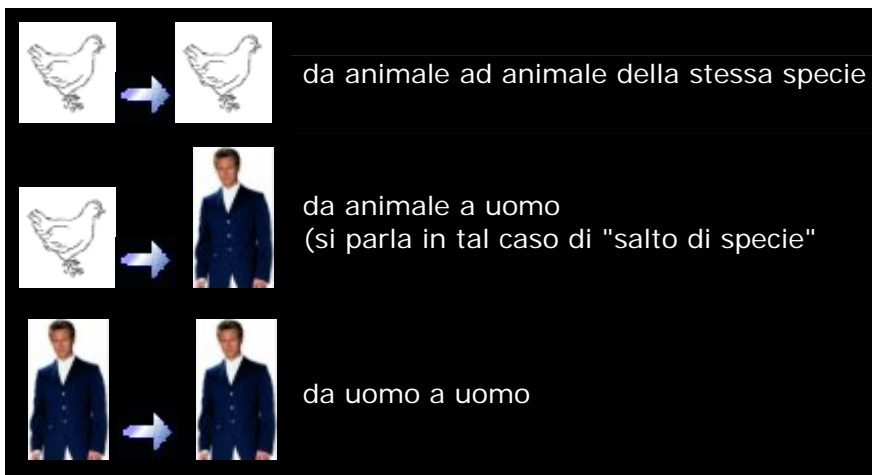 da animale ad animale della stessa specie
da animale a uomo
(si parla in tal caso di "salto di specie"
da uomo a uomo